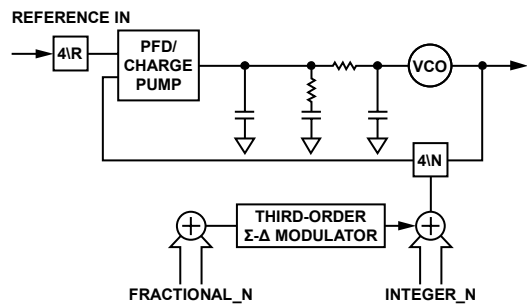 REFERENCE IN
4\R
PFD/
CHARGE
PUMP
VCO
4\N
+
THIRD-ORDER
Σ-Δ MODULATOR
+
FRACTIONAL_N
INTEGER_N